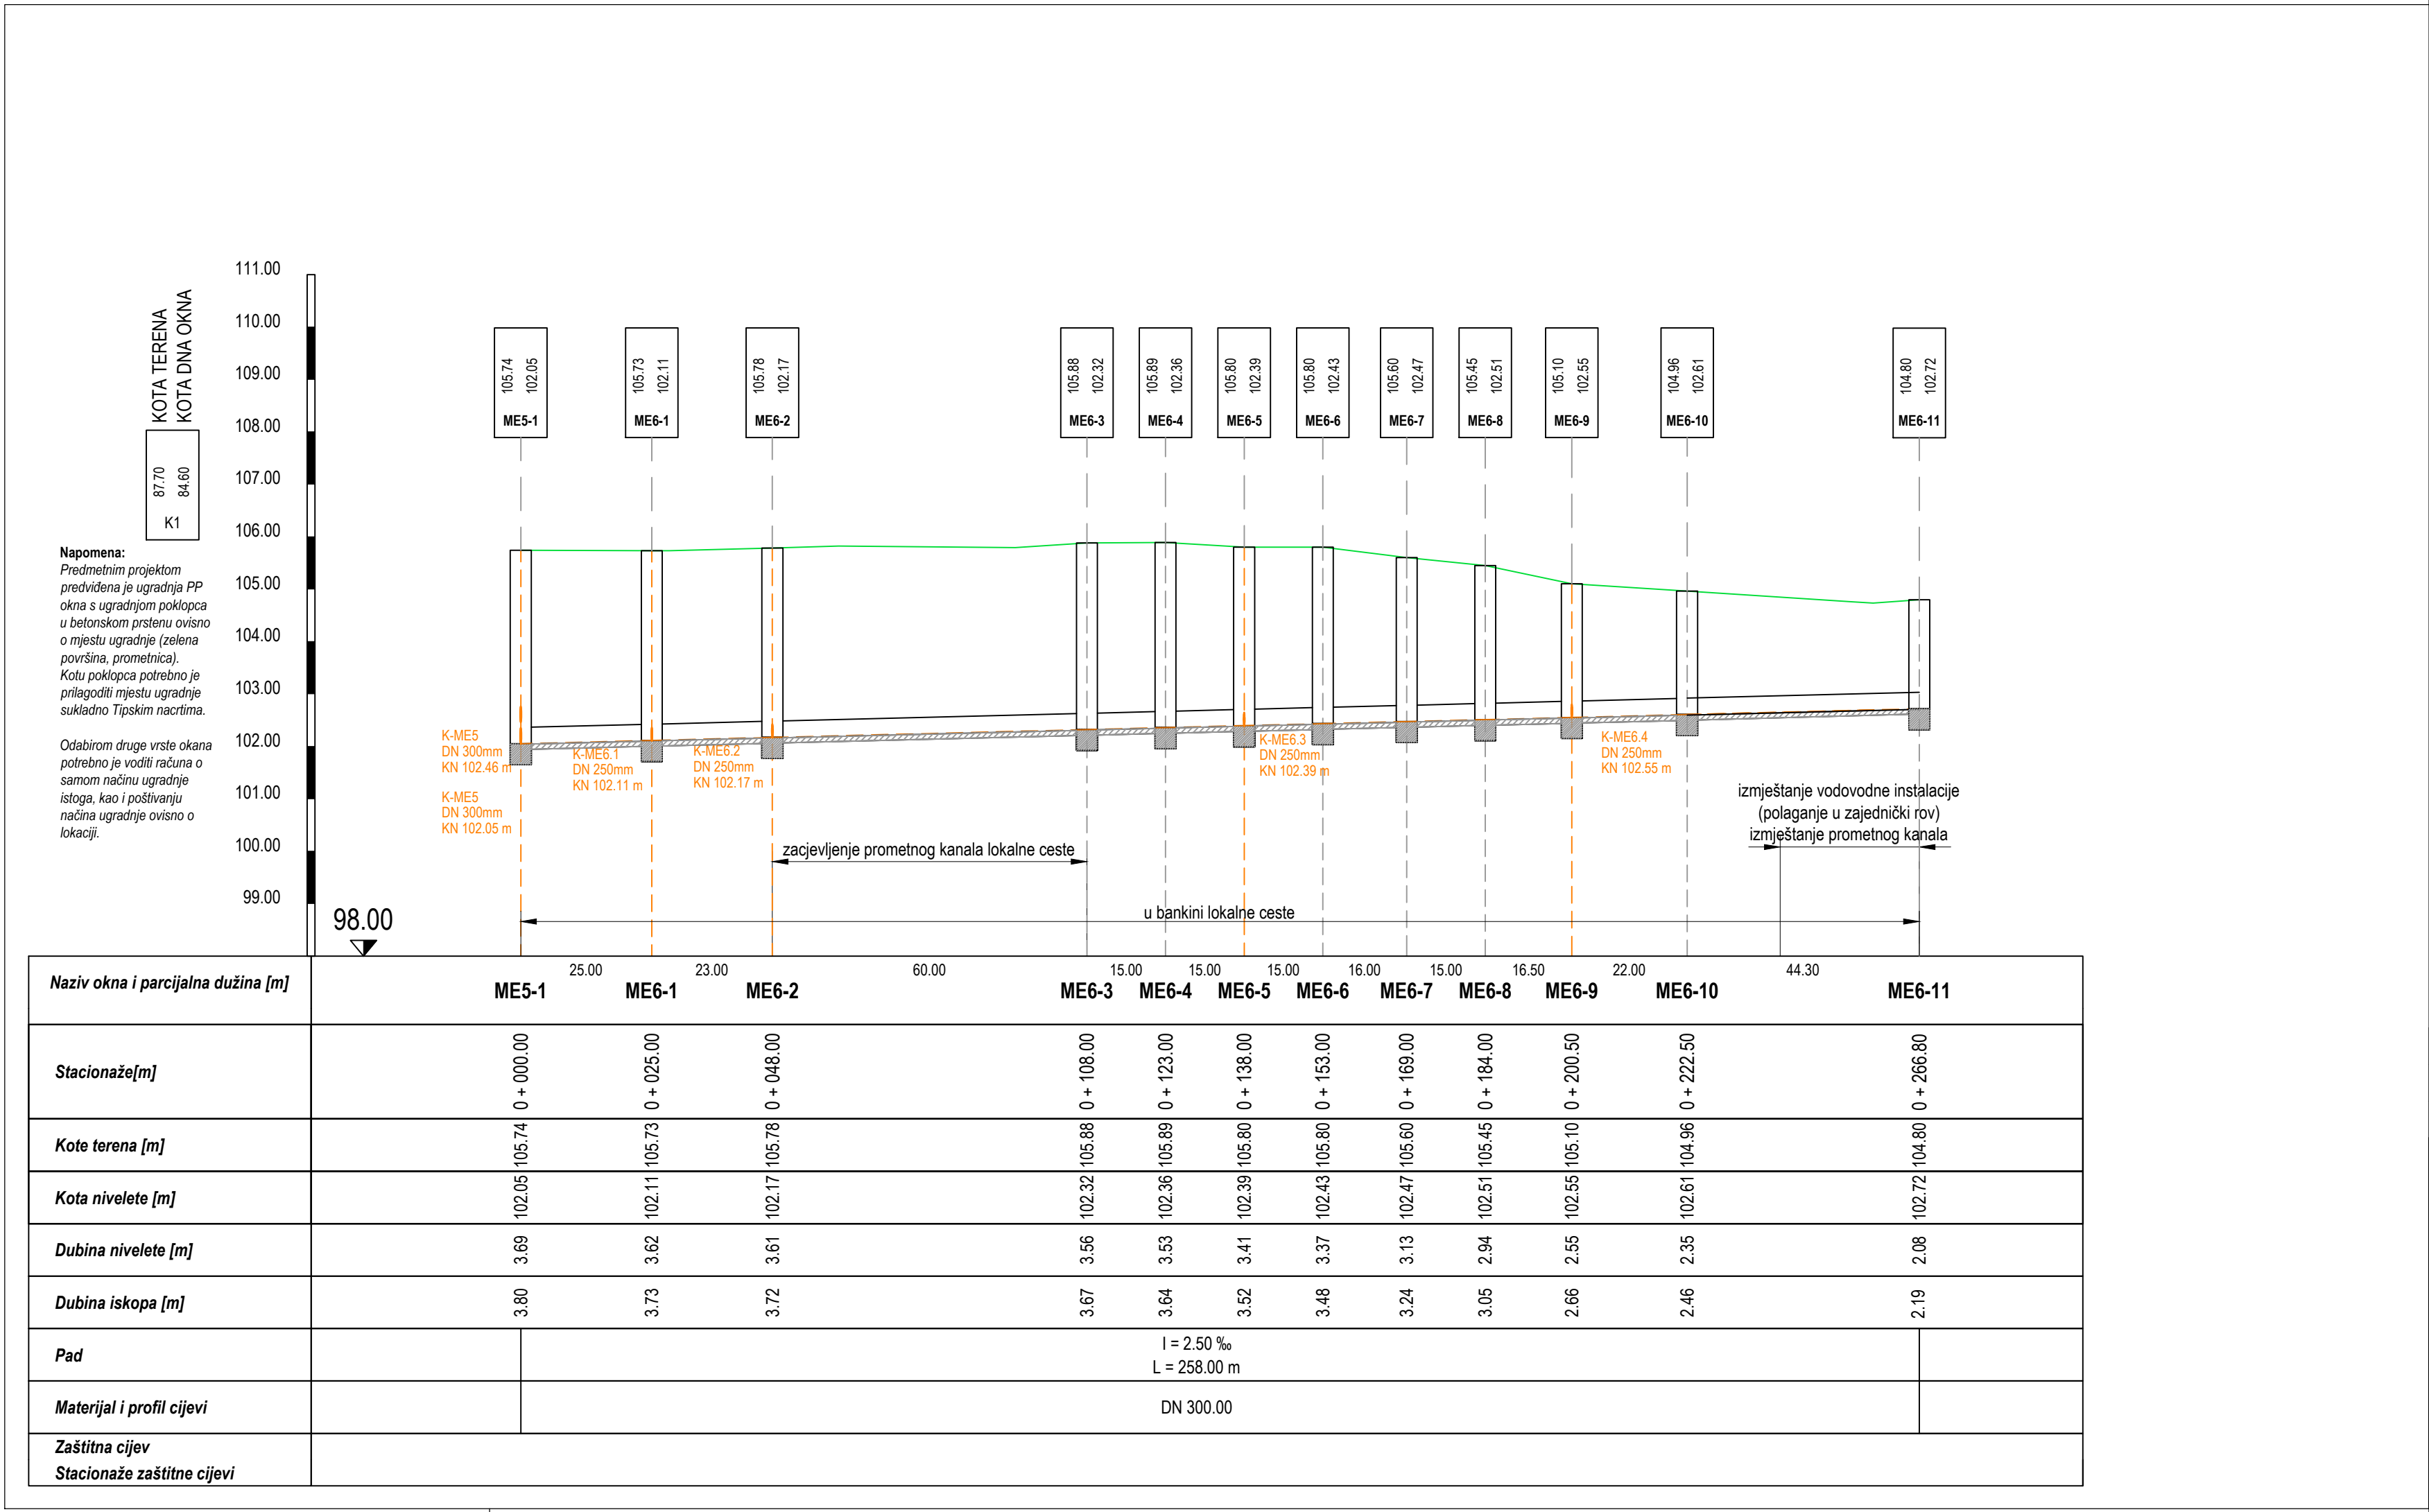 111.00
110.00
109.00
108.00
107.00
106.00
105.00
104.00
103.00
102.00
101.00
100.00
99.00
98.00
KOTA TERENA
KOTA DNA OKNA
87.70
84.60
K1
Napomena:
Predmetnim projektom
predviđena je ugradnja PP
okna s ugradnjom poklopca
u betonskom prstenu ovisno
o mjestu ugradnje (zelena
površina, prometnica).
Kotu poklopca potrebno je
prilagoditi mjestu ugradnje
sukladno Tipskim nacrtima.
Odabirom druge vrste okana
potrebno je voditi računa o
samom načinu ugradnje
istoga, kao i poštivanju
načina ugradnje ovisno o
lokaciji.
105.74
102.05
ME5-1
105.73
102.11
ME6-1
105.78
102.17
ME6-2
105.88
102.32
ME6-3
105.89
102.36
ME6-4
105.80
102.39
ME6-5
105.80
102.43
ME6-6
105.60
102.47
ME6-7
105.45
102.51
ME6-8
105.10
102.55
ME6-9
104.96
102.61
ME6-10
104.80
102.72
ME6-11
K-ME5
DN 300mm
KN 102.46 m
K-ME5
DN 300mm
KN 102.05 m
K-ME6.1
DN 250mm
KN 102.11 m
K-ME6.2
DN 250mm
KN 102.17 m
K-ME6.3
DN 250mm
KN 102.39 m
K-ME6.4
DN 250mm
KN 102.55 m
izmještanje vodovodne instalacije
(polaganje u zajednički rov)
izmještanje prometnog kanala
zacjevljenje prometnog kanala lokalne ceste
u bankini lokalne ceste
Naziv okna i parcijalna dužina [m]
25.00 23.00 60.00 15.00 15.00 15.00 16.00 15.00 16.50 22.00 44.30
ME5-1 ME6-1 ME6-2 ME6-3 ME6-4 ME6-5 ME6-6 ME6-7 ME6-8 ME6-9 ME6-10 ME6-11
Stacionaže[m]
0 + 000.00 0 + 025.00 0 + 048.00 0 + 108.00 0 + 123.00 0 + 138.00 0 + 153.00 0 + 169.00 0 + 184.00 0 + 200.50 0 + 222.50 0 + 266.80
Kote terena [m]
105.74 105.73 105.78 105.88 105.89 105.80 105.80 105.60 105.45 105.10 104.96 104.80
Kota nivelete [m]
102.05 102.11 102.17 102.32 102.36 102.39 102.43 102.47 102.51 102.55 102.61 102.72
Dubina nivelete [m]
3.69 3.62 3.61 3.56 3.53 3.41 3.37 3.13 2.94 2.55 2.35 2.08
Dubina iskopa [m]
3.80 3.73 3.72 3.67 3.64 3.52 3.48 3.24 3.05 2.66 2.46 2.19
Pad
I = 2.50 ‰
L = 258.00 m
Materijal i profil cijevi
DN 300.00
Zaštitna cijev
Stacionaže zaštitne cijevi